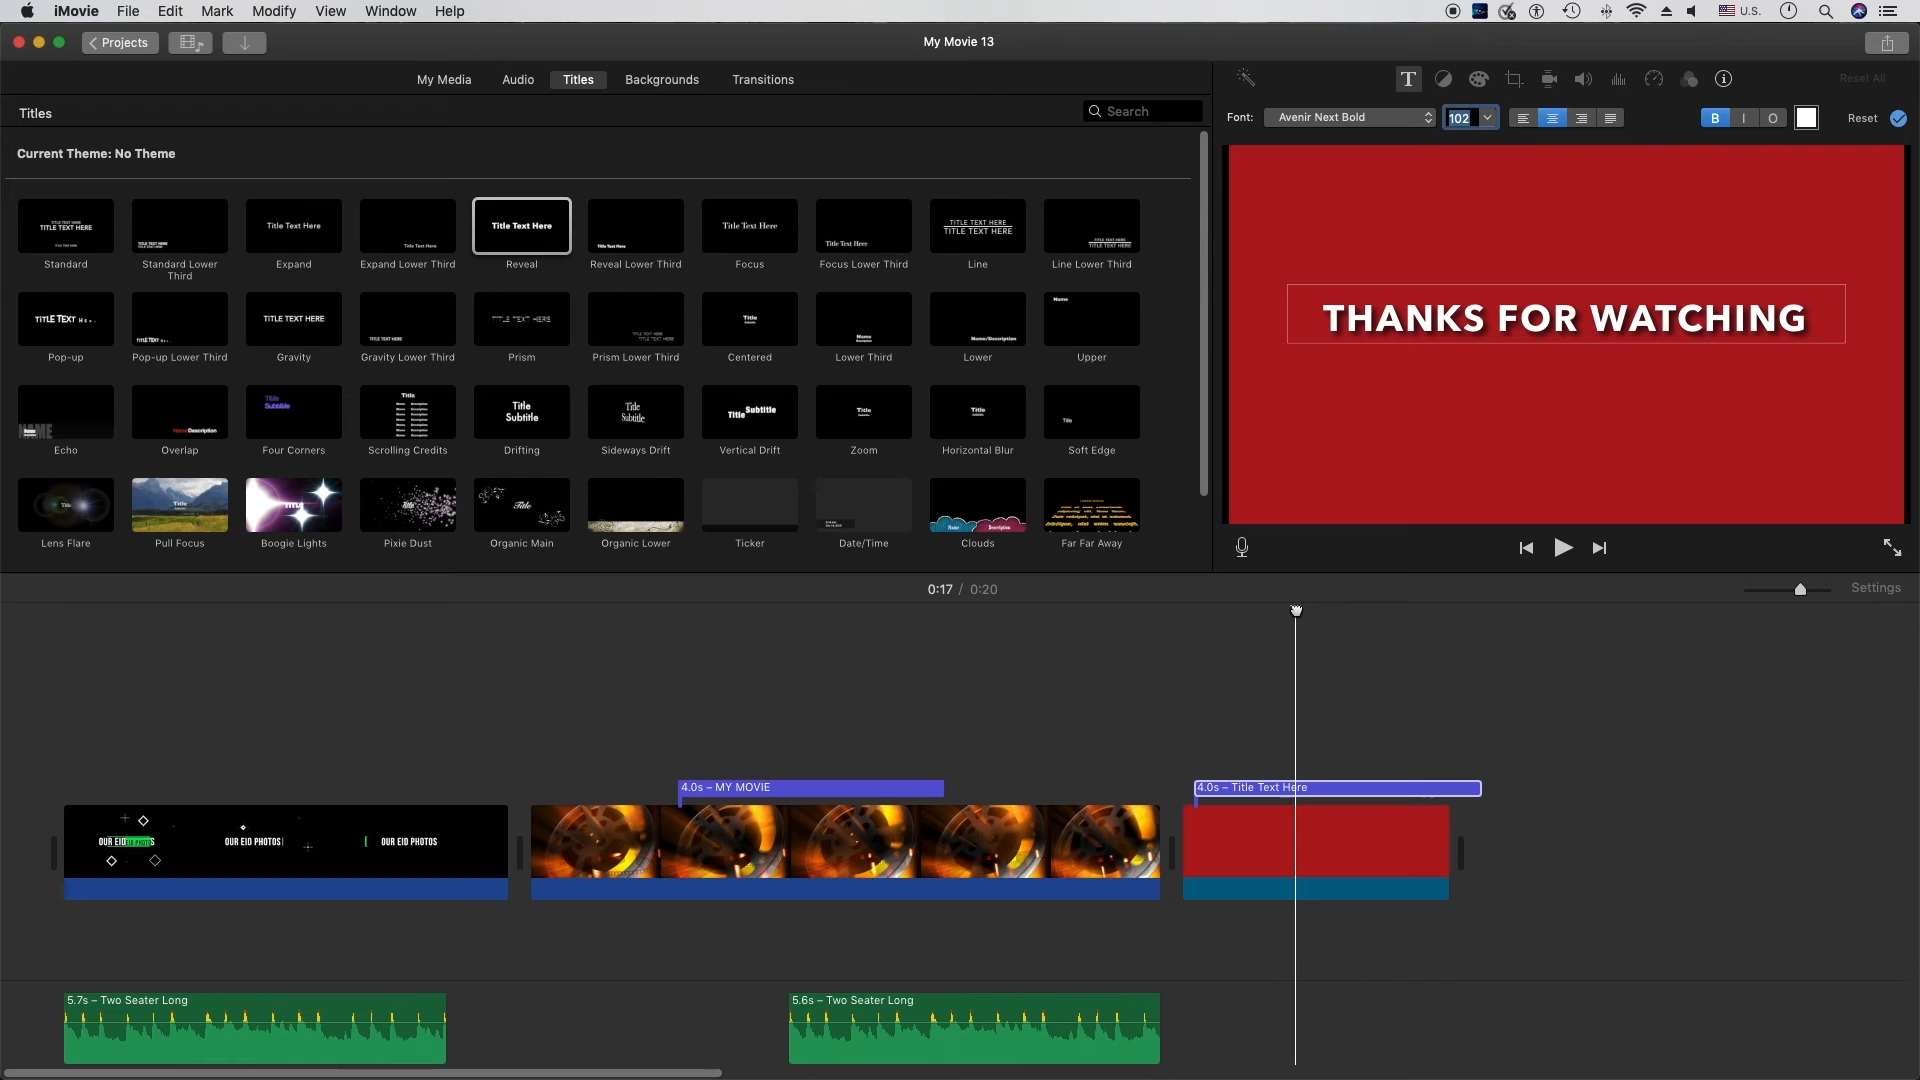 iMovie File Edit Mark Modify View Window Help
U.S.
Projects
My Movie 13
My Media Audio Titles Backgrounds Transitions
Reset All
Titles
Search
Font: Avenir Next Bold 102 B I O Reset
Current Theme: No Theme
TITLE TEXT HERE
TITLE TEXT HERE
Title Text Here
Title Text Here
Title Text Here
Title Text Here
Title Text Here
Title Text Here
TITLE TEXT HERE
TITLE TEXT HERE
TITLE TEXT HERE
Standard
Standard Lower Third
Expand
Expand Lower Third
Reveal
Reveal Lower Third
Focus
Focus Lower Third
Line
Line Lower Third
TITLE TEXT HERE
TITLE TEXT HERE
Title
Name
Name/Description
Name
Pop-up
Pop-up Lower Third
Gravity
Gravity Lower Third
Prism
Prism Lower Third
Centered
Lower Third
Lower
Upper
NAME
Name Description
Title
Subtitle
Title
Title
Subtitle
Title
Subtitle
Title Subtitle
Title
Title
Title
Echo
Overlap
Four Corners
Scrolling Credits
Drifting
Sideways Drift
Vertical Drift
Zoom
Horizontal Blur
Soft Edge
Title
Title
Name
Description
Lens Flare
Pull Focus
Boogie Lights
Pixie Dust
Organic Main
Organic Lower
Ticker
Date/Time
Clouds
Far Far Away
THANKS FOR WATCHING
0:17 / 0:20
Settings
4.0s – MY MOVIE
4.0s – Title Text Here
OUR EID PHOTOS
OUR EID PHOTOS
OUR EID PHOTOS
5.7s – Two Seater Long
5.6s – Two Seater Long